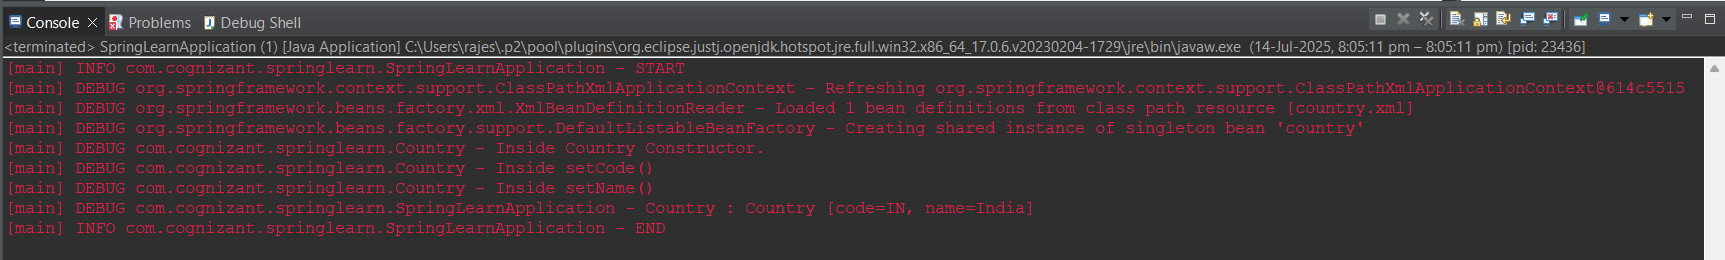 Console Problems Debug Shell
<terminated> SpringLearnApplication (1) [Java Application] C:\Users\rajes\.p2\pool\plugins\org.eclipse.justj.openjdk.hotspot.jre.full.win32.x86_64_17.0.6.v20230204-1729\jre\bin\javaw.exe (14-Jul-2025, 8:05:11 pm – 8:05:11 pm) [pid: 23436]
[main] INFO com.cognizant.springlearn.SpringLearnApplication - START
[main] DEBUG org.springframework.context.support.ClassPathXmlApplicationContext - Refreshing org.springframework.context.support.ClassPathXmlApplicationContext@614c5515
[main] DEBUG org.springframework.beans.factory.xml.XmlBeanDefinitionReader - Loaded 1 bean definitions from class path resource [country.xml]
[main] DEBUG org.springframework.beans.factory.support.DefaultListableBeanFactory - Creating shared instance of singleton bean 'country'
[main] DEBUG com.cognizant.springlearn.Country - Inside Country Constructor.
[main] DEBUG com.cognizant.springlearn.Country - Inside setCode()
[main] DEBUG com.cognizant.springlearn.Country - Inside setName()
[main] DEBUG com.cognizant.springlearn.SpringLearnApplication - Country : Country [code=IN, name=India]
[main] INFO com.cognizant.springlearn.SpringLearnApplication - END